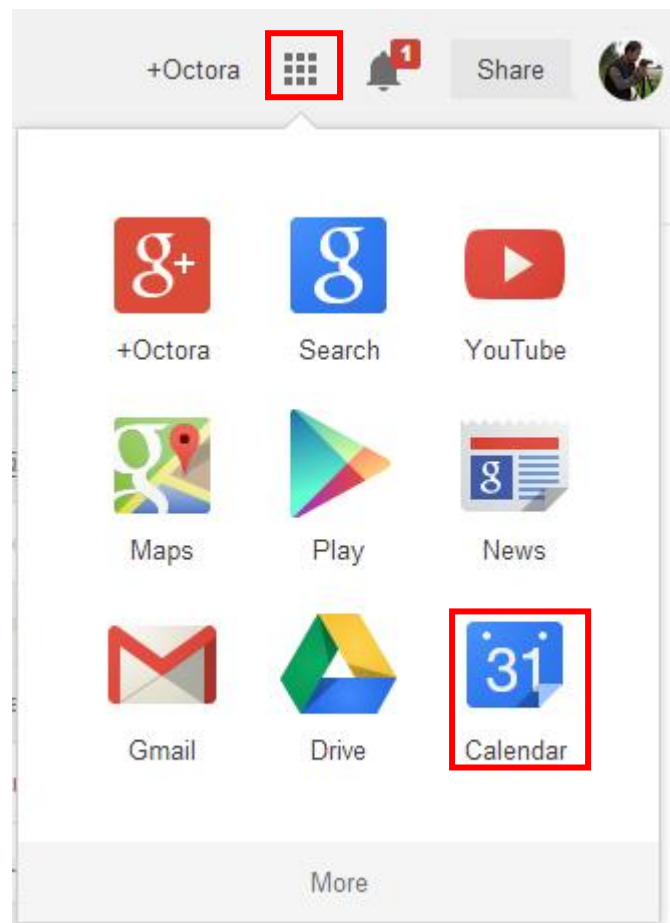 +Octora 1 Share
g+ g
+Octora Search YouTube
g g
Maps Play News
31
Gmail Drive Calendar
More